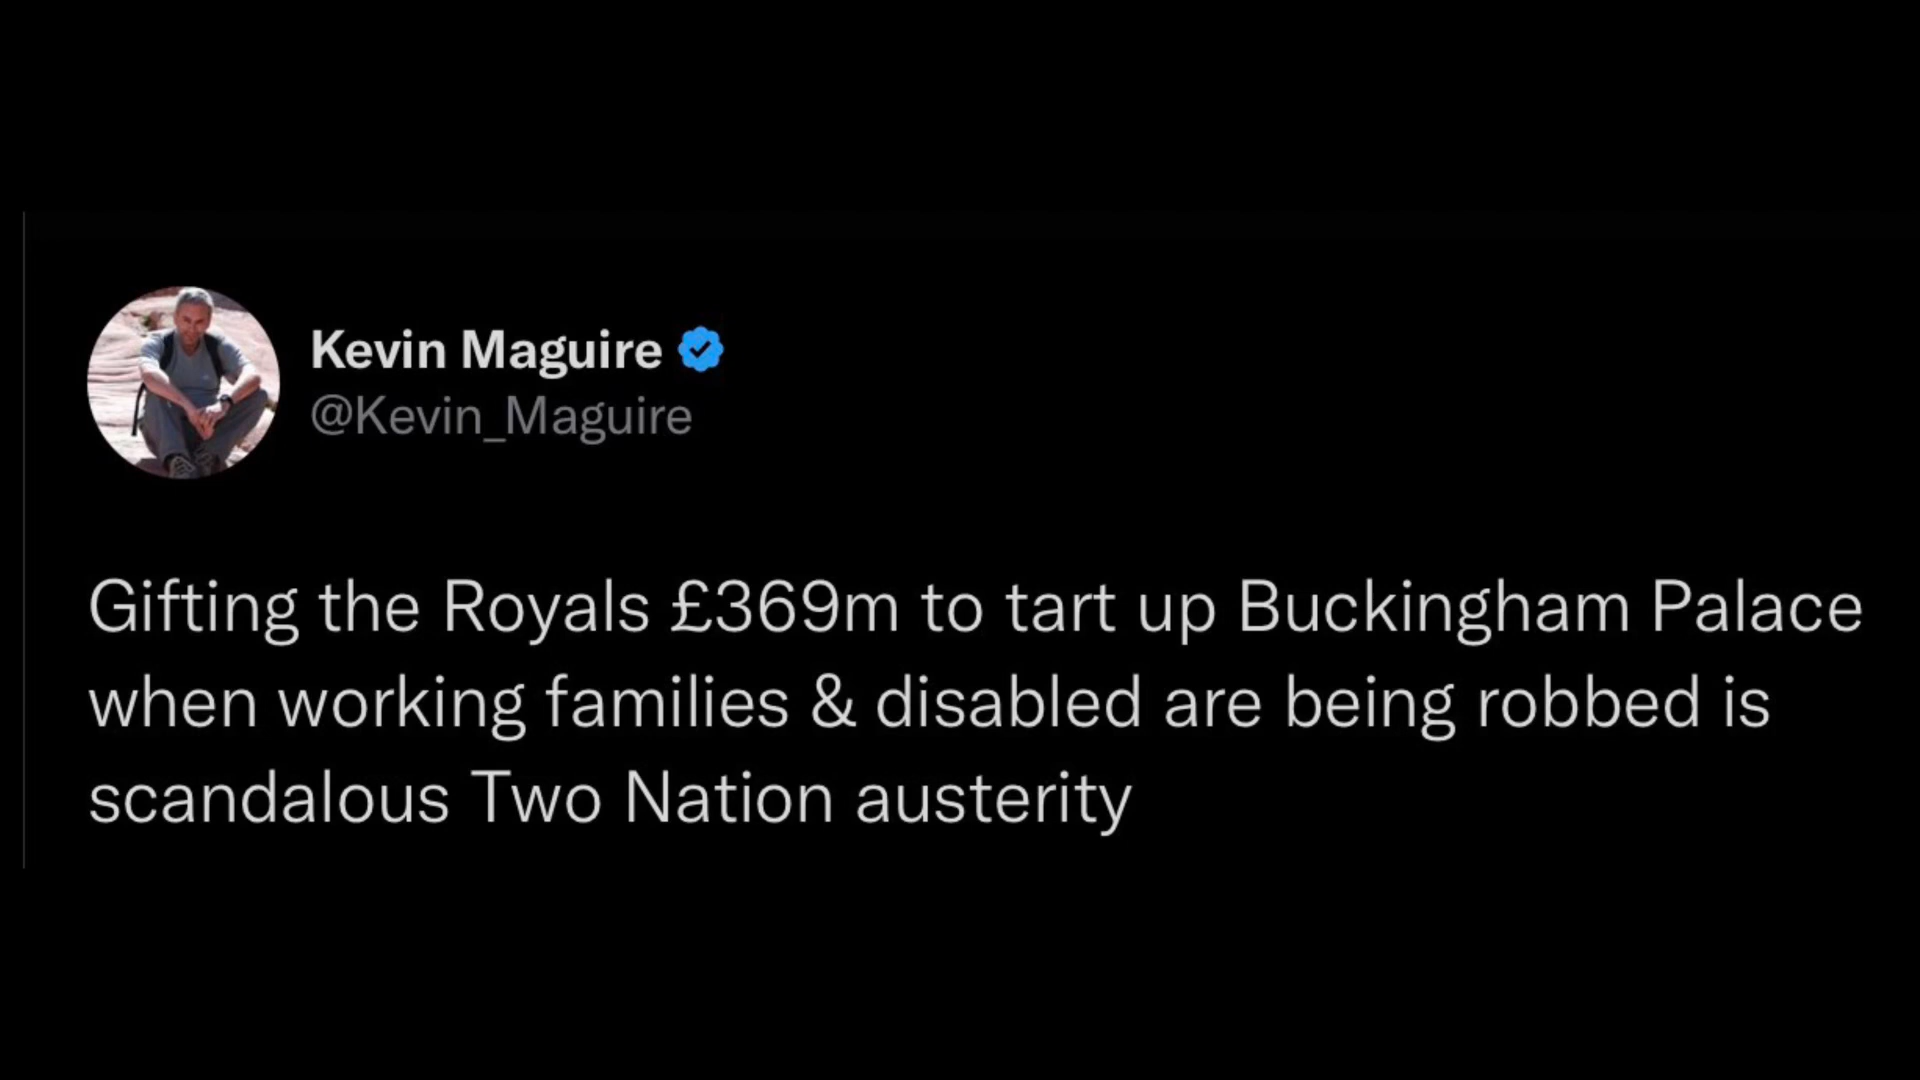 Kevin Maguire
@Kevin_Maguire
Gifting the Royals £369m to tart up Buckingham Palace
when working families & disabled are being robbed is
scandalous Two Nation austerity